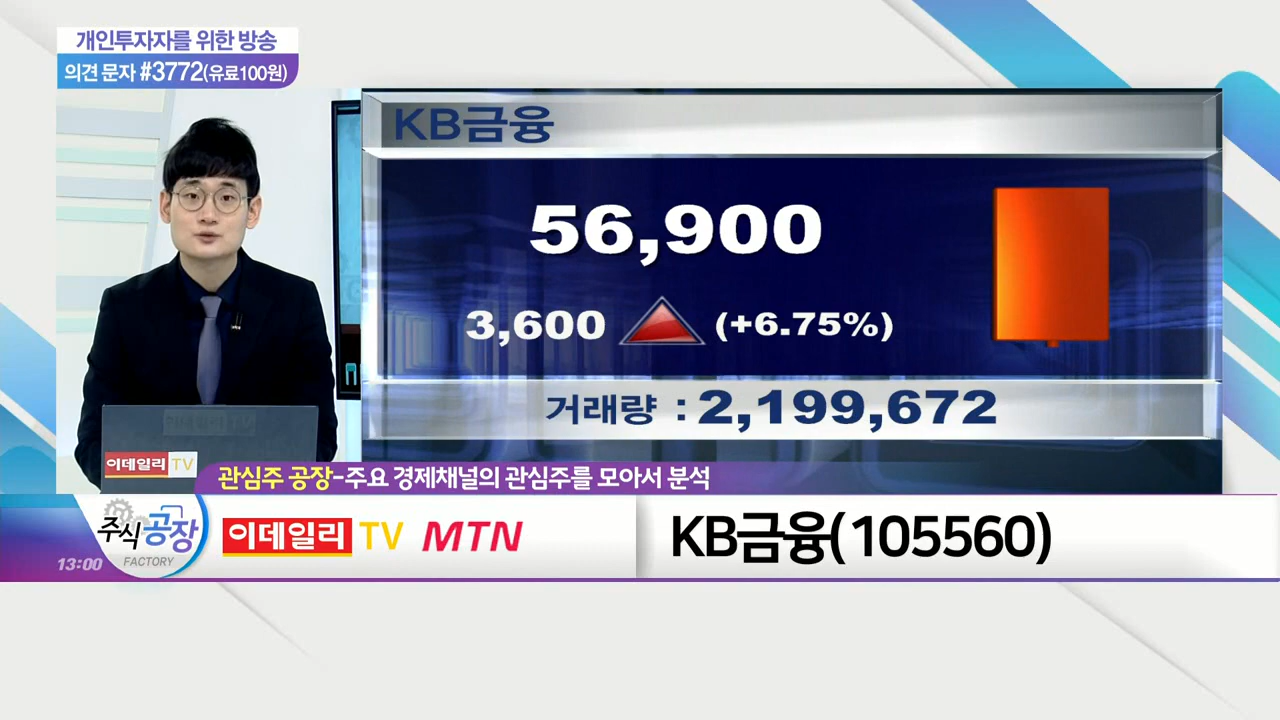 개인투자자를 위한 방송
의견 문자 #3772(유료100원)
KB금융
56,900
3,600 ▲ (+6.75%)
거래량 : 2,199,672
이데일리 TV
관심주 공장-주요 경제채널의 관심주를 모아서 분석
주식공장
FACTORY
13:00
이데일리 TV MTN
KB금융(105560)